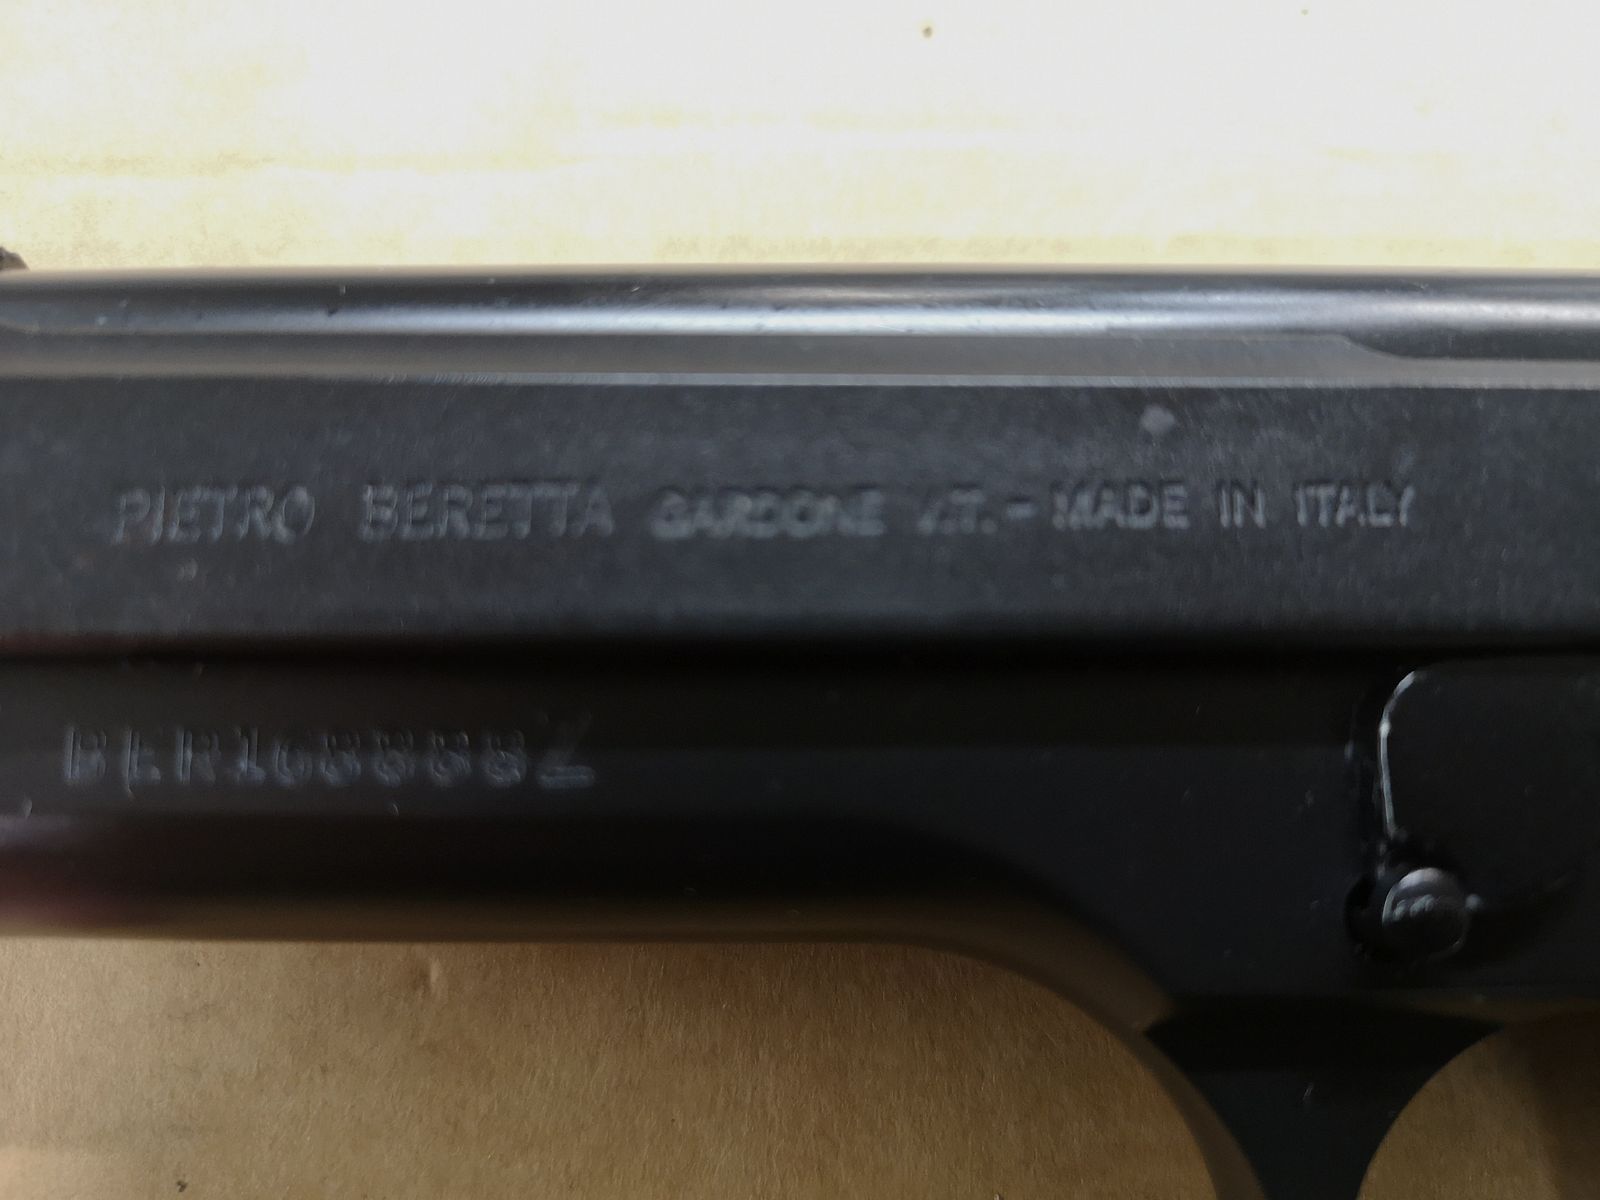 PIETRO BERETTA GARDONE V.T. - MADE IN ITALY